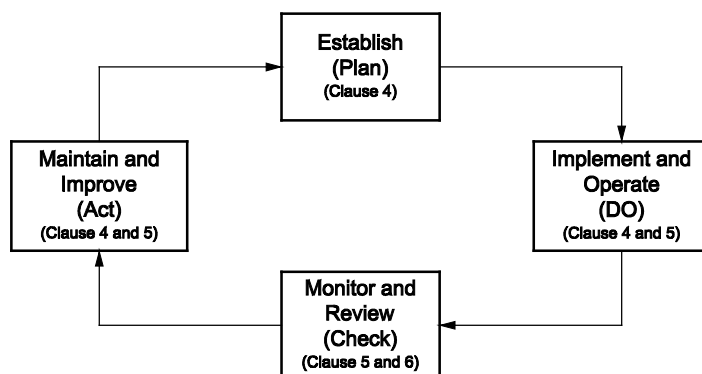 Establish
(Plan)
(Clause 4)
Maintain and
Improve
(Act)
(Clause 4 and 5)
Implement and
Operate
(DO)
(Clause 4 and 5)
Monitor and
Review
(Check)
(Clause 5 and 6)